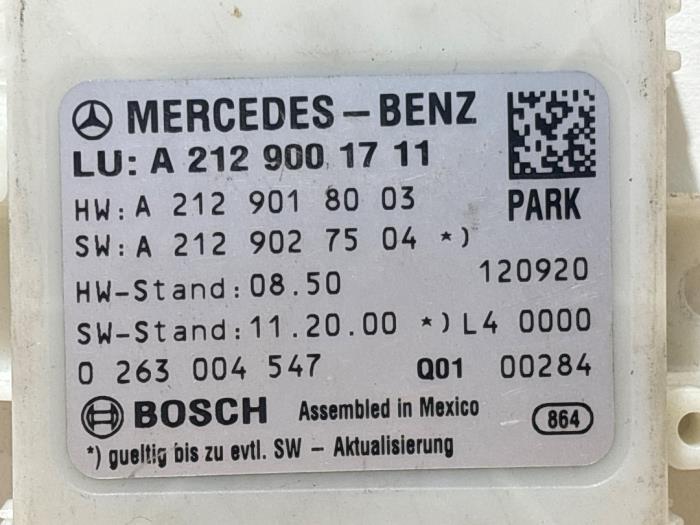 MERCEDES-BENZ
LU: A 212 900 17 11
HW: A 212 901 80 03 PARK
SW: A 212 902 75 04 *)
HW-Stand: 08.50 120920
SW-Stand: 11.20.00 *) L4 0000
0 263 004 547 Q01 00284
BOSCH Assembled in Mexico 864
*) gueltig bis zu evtl. SW - Aktualisierung